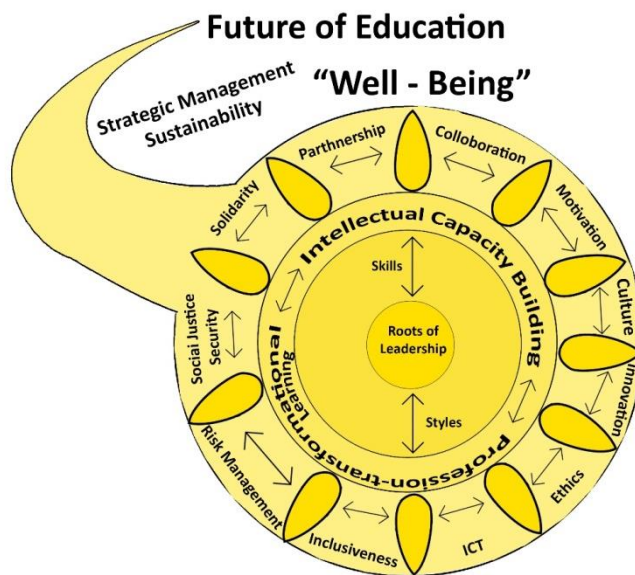 Future of Education
“Well - Being”
Strategic Management
Sustainability
Parthnership
Colloboration
Motivation
Culture
Innovation
Ethics
ICT
Inclusiveness
Risk Management
SociaI Justice
Security
Solidarity
Intellectual Capacity Building
Profession-transformational
Learning
Skills
Roots of
Leadership
Styles